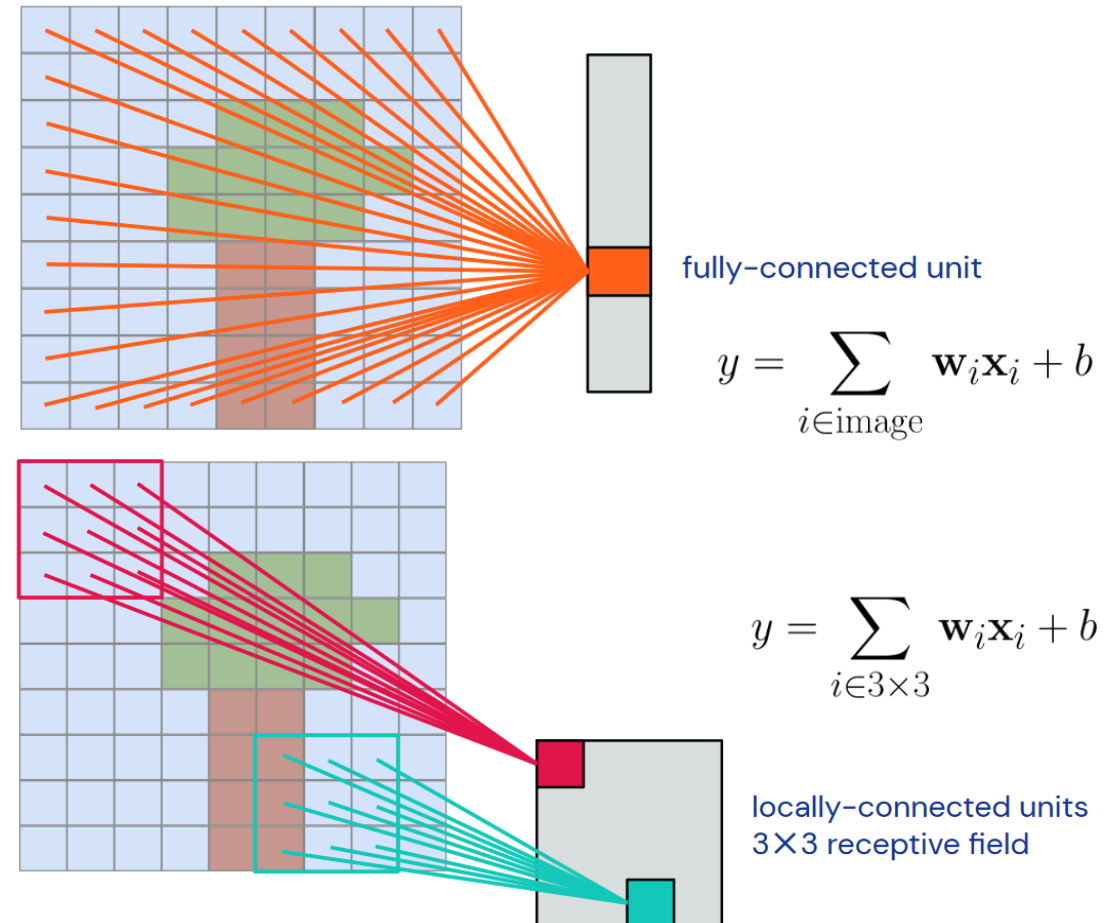 fully-connected unit
y = ∑ w_i x_i + b
i∈image
y = ∑ w_i x_i + b
i∈3×3
locally-connected units
3×3 receptive field